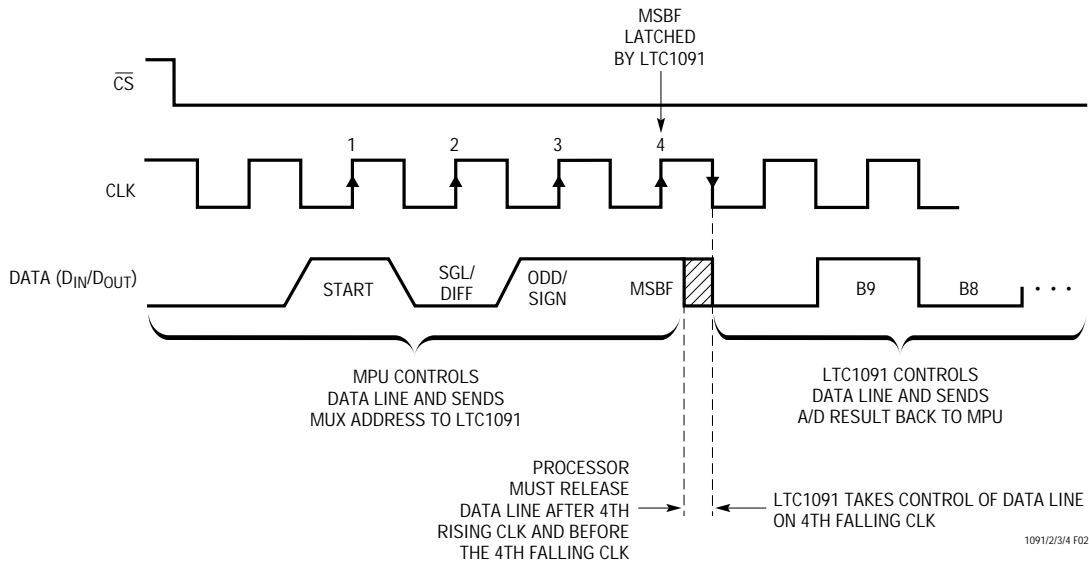 MSBF
LATCHED
BY LTC1091
CS
1 2 3 4
CLK
DATA (DIN/DOUT)
START
SGL/
DIFF
ODD/
SIGN
MSBF
B9
B8
• • •
MPU CONTROLS
DATA LINE AND SENDS
MUX ADDRESS TO LTC1091
LTC1091 CONTROLS
DATA LINE AND SENDS
A/D RESULT BACK TO MPU
PROCESSOR
MUST RELEASE
DATA LINE AFTER 4TH
RISING CLK AND BEFORE
THE 4TH FALLING CLK
LTC1091 TAKES CONTROL OF DATA LINE
ON 4TH FALLING CLK
1091/2/3/4 F02